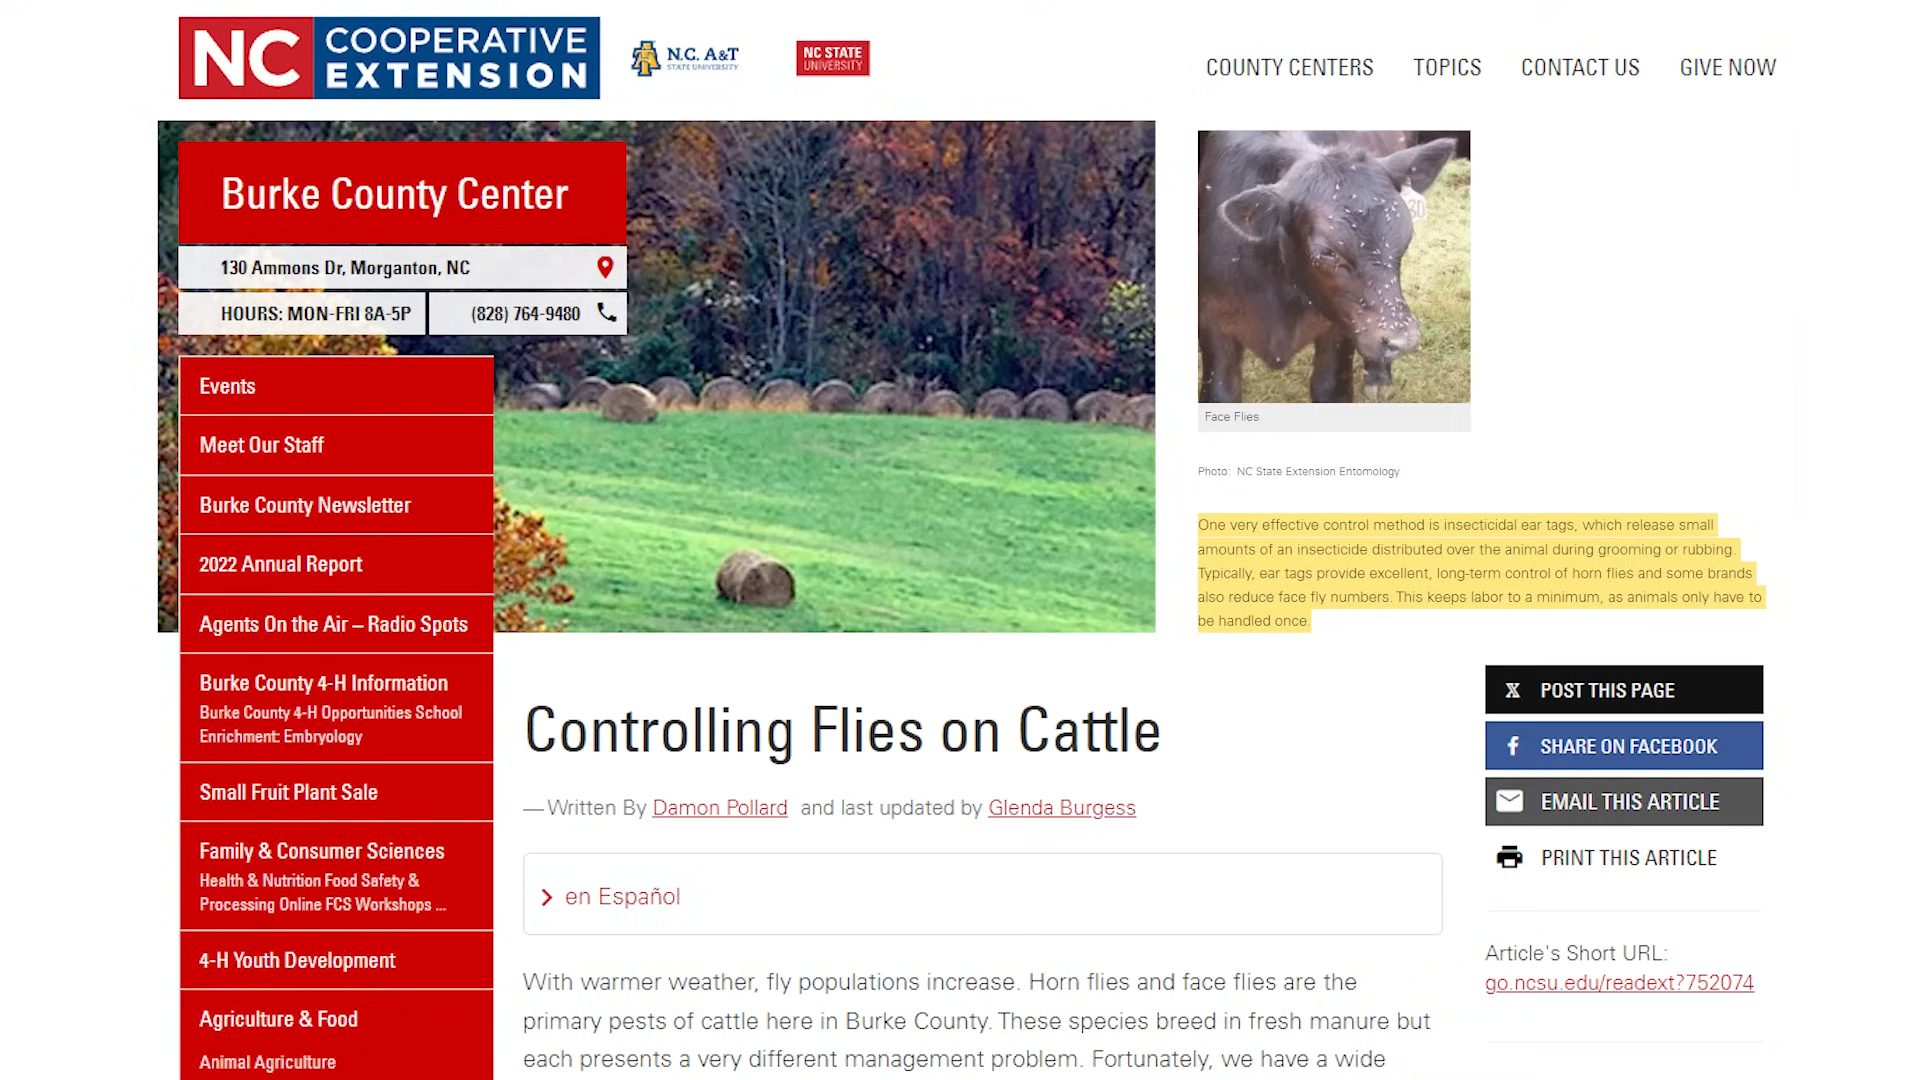 NC COOPERATIVE
EXTENSION
N.C. A&T
STATE UNIVERSITY
NC STATE
UNIVERSITY
COUNTY CENTERS
TOPICS
CONTACT US
GIVE NOW
Burke County Center
130 Ammons Dr, Morganton, NC
HOURS: MON-FRI 8A-5P
(828) 764-9480
Events
Meet Our Staff
Burke County Newsletter
2022 Annual Report
Agents On the Air – Radio Spots
Burke County 4-H Information
Burke County 4-H Opportunities School
Enrichment: Embryology
Small Fruit Plant Sale
Family & Consumer Sciences
Health & Nutrition Food Safety &
Processing Online FCS Workshops ...
4-H Youth Development
Agriculture & Food
Animal Agriculture
Face Flies
Photo: NC State Extension Entomology
One very effective control method is insecticidal ear tags, which release small
amounts of an insecticide distributed over the animal during grooming or rubbing.
Typically, ear tags provide excellent, long-term control of horn flies and some brands
also reduce face fly numbers. This keeps labor to a minimum, as animals only have to
be handled once.
Controlling Flies on Cattle
— Written By Damon Pollard and last updated by Glenda Burgess
en Español
With warmer weather, fly populations increase. Horn flies and face flies are the
primary pests of cattle here in Burke County. These species breed in fresh manure but
each presents a very different management problem. Fortunately, we have a wide
X POST THIS PAGE
f SHARE ON FACEBOOK
EMAIL THIS ARTICLE
PRINT THIS ARTICLE
Article's Short URL:
go.ncsu.edu/readext?752074